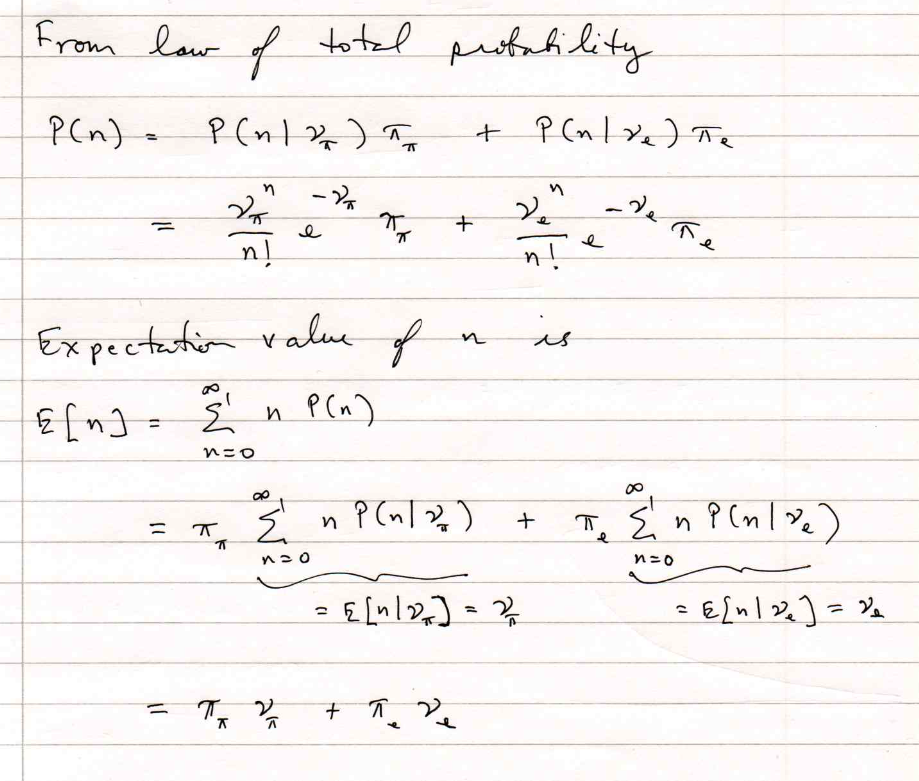 From law of total probability
P(n) = P(n|ν_π) π_π + P(n|ν_e) π_e
= ν_π^n / n! e^{-ν_π} π_π + ν_e^n / n! e^{-ν_e} π_e
Expectation value of n is
E[n] = ∑_{n=0}^{∞} n P(n)
= π_π ∑_{n=0}^{∞} n P(n|ν_π) + π_e ∑_{n=0}^{∞} n P(n|ν_e)
= E[n|ν_π] = ν_π = E[n|ν_e] = ν_e
= π_π ν_π + π_e ν_e